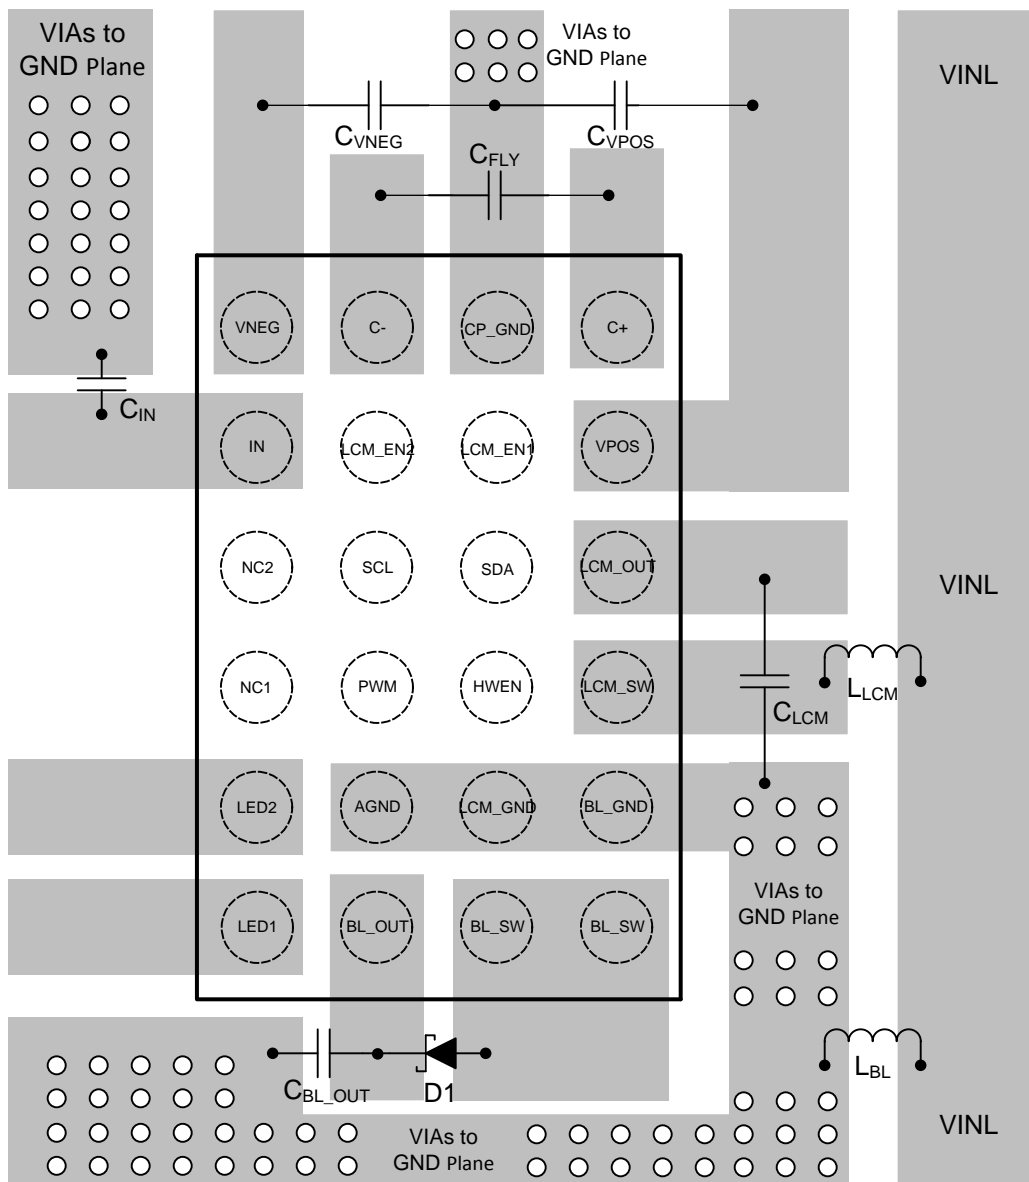 VIAs to
GND Plane
VIAs to
GND Plane
VINL
CVNEG
CVPOS
CFLY
VNEG
C-
CP_GND
C+
CIN
IN
LCM_EN2
LCM_EN1
VPOS
NC2
SCL
SDA
LCM_OUT
VINL
NC1
PWM
HWEN
LCM_SW
CLCM
LLCM
LED2
AGND
LCM_GND
BL_GND
VIAs to
GND Plane
LED1
BL_OUT
BL_SW
BL_SW
CBL_OUT
D1
LBL
VIAs to
GND Plane
VINL